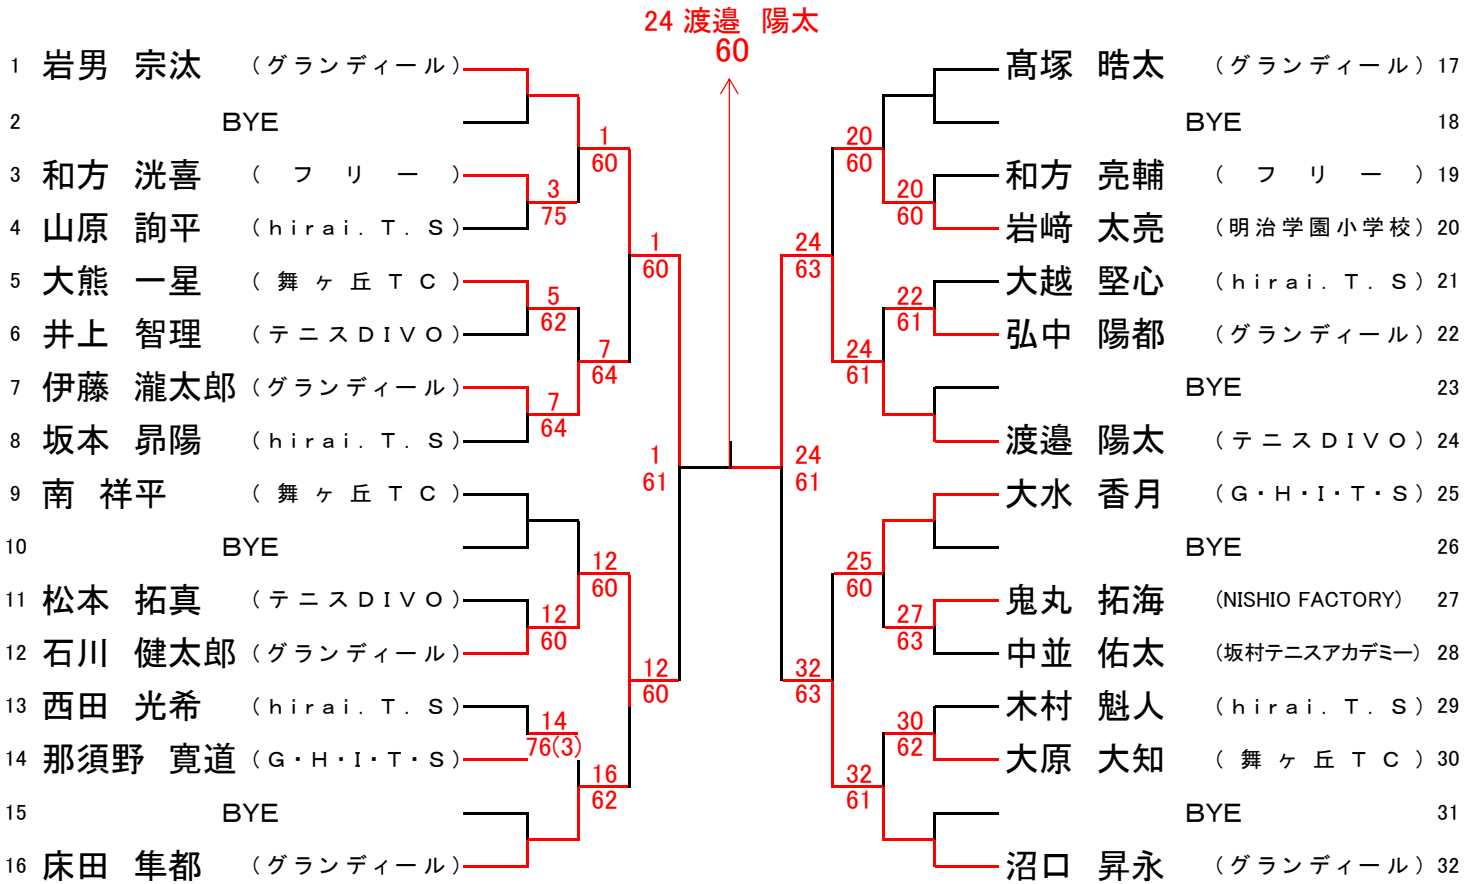 24 渡邉 陽太
60
1 岩男 宗汰 (グランディール)
2 BYE
3 和方 洸喜 (フリー)
4 山原 詢平 (hirai.T.S)
5 大熊 一星 (舞ヶ丘TC)
6 井上 智理 (テニスDIVO)
7 伊藤 瀧太郎 (グランディール)
8 坂本 昴陽 (hirai.T.S)
9 南 祥平 (舞ヶ丘TC)
10 BYE
11 松本 拓真 (テニスDIVO)
12 石川 健太郎 (グランディール)
13 西田 光希 (hirai.T.S)
14 那須野 寛道 (G・H・I・T・S)
15 BYE
16 床田 隼都 (グランディール)
3
75
5
62
7
64
12
60
14
76(3)
1
60
7
64
12
60
16
62
1
60
12
60
1
61
24
61
24
63
32
63
20
60
24
61
25
60
32
61
20
60
22
61
27
63
30
62
髙塚 晧太 (グランディール) 17
BYE 18
和方 亮輔 (フリー) 19
岩﨑 太亮 (明治学園小学校) 20
大越 堅心 (hirai.T.S) 21
弘中 陽都 (グランディール) 22
BYE 23
渡邉 陽太 (テニスDIVO) 24
大水 香月 (G・H・I・T・S) 25
BYE 26
鬼丸 拓海 (NISHIO FACTORY) 27
中並 佑太 (坂村テニスアカデミー) 28
木村 魁人 (hirai.T.S) 29
大原 大知 (舞ヶ丘TC) 30
BYE 31
沼口 昇永 (グランディール) 32